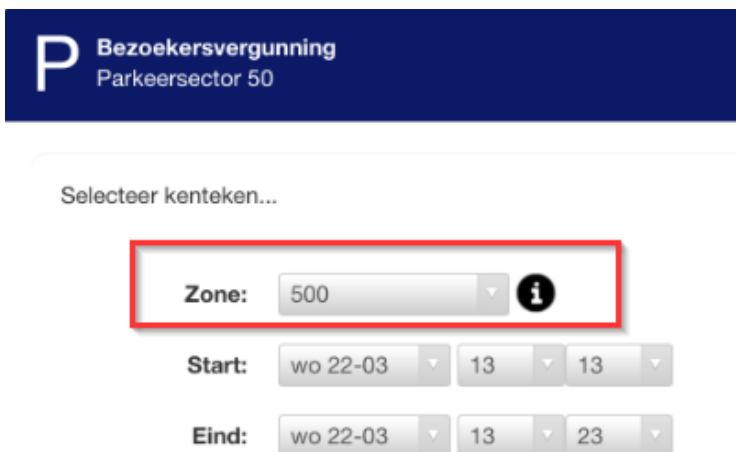 P
Bezoekersvergunning
Parkeersector 50
Selecteer kenteken...
Zone: 500 i
Start: wo 22-03 13 13
Eind: wo 22-03 13 23